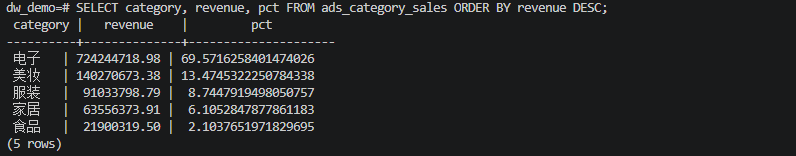 dw_demo=# SELECT category, revenue, pct FROM ads_category_sales ORDER BY revenue DESC;
 category |   revenue    |         pct
----------+--------------+---------------------
 电子     | 724244718.98 | 69.5716258401474026
 美妆     | 140270673.38 | 13.4745322250784338
 服装     |  91033798.79 |  8.7447919498050757
 家居     |  63556373.91 |  6.1052847877861183
 食品     |  21900319.50 |  2.1037651971829695
(5 rows)